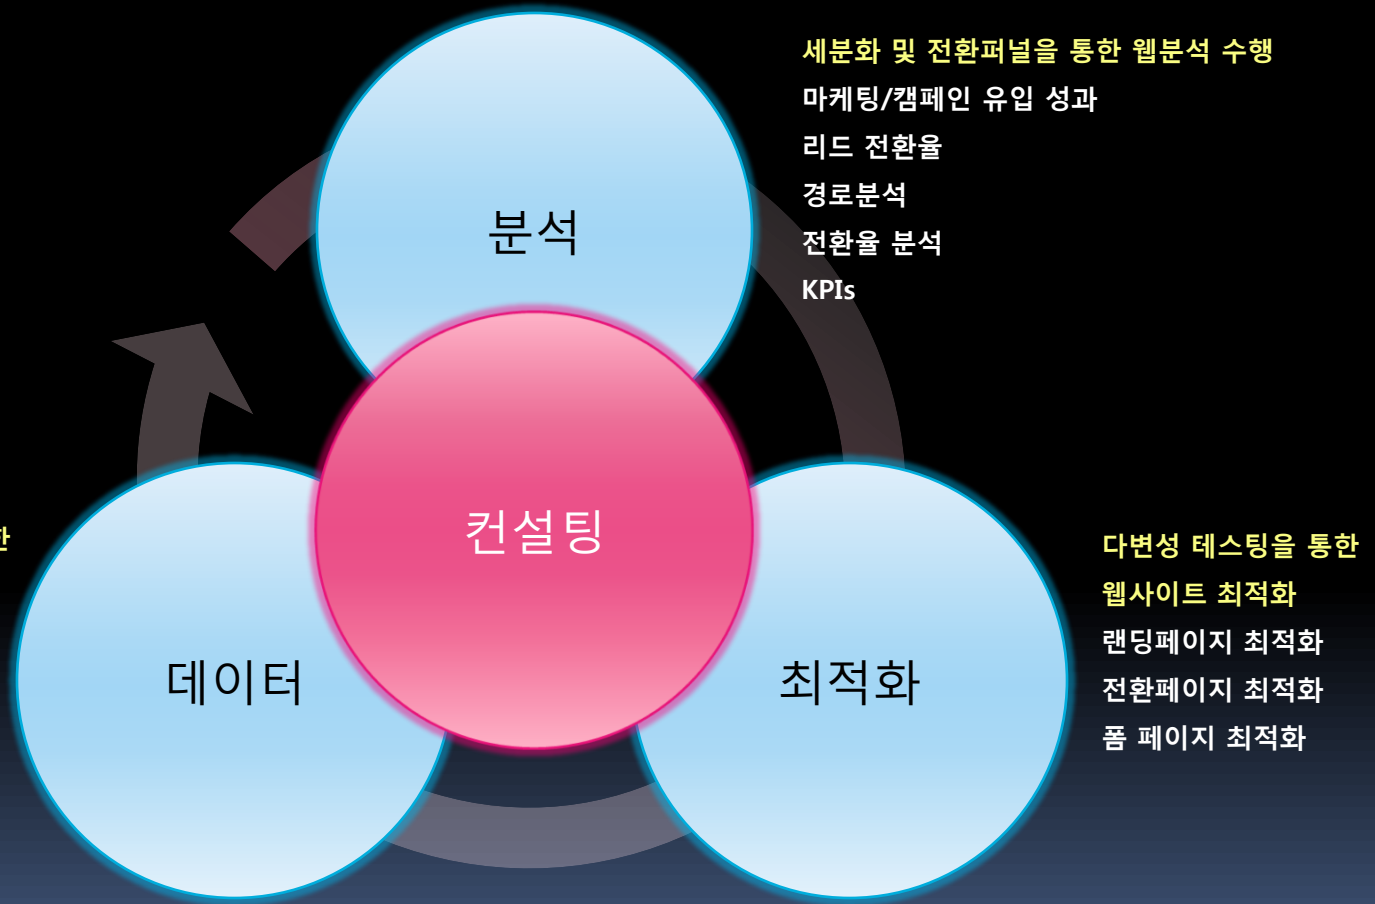 세분화 및 전환퍼널을 통한 웹분석 수행
마케팅/캠페인 유입 성과
리드 전환율
경로분석
전환율 분석
KPIs
분석
컨설팅
데이터
최적화
다변성 테스팅을 통한
웹사이트 최적화
랜딩페이지 최적화
전환페이지 최적화
폼 페이지 최적화